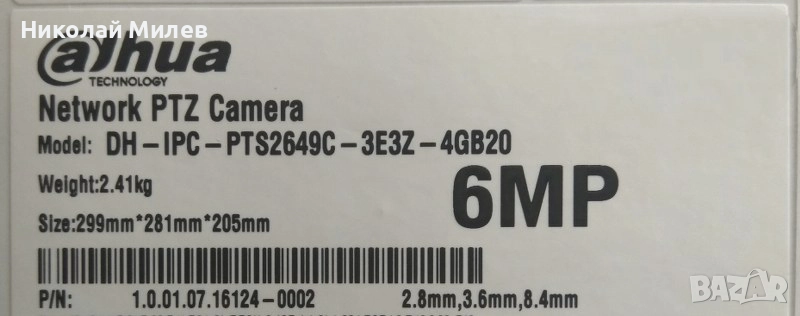 Николай Милев
alhua
TECHNOLOGY
Network PTZ Camera
Model: DH-IPC-PTS2649C-3E3Z-4GB20
Weight:2.41kg
6MP
Size:299mm*281mm*205mm
P/N: 1.0.01.07.16124-0002 2.8mm,3.6mm,8.4mm
BAZAR